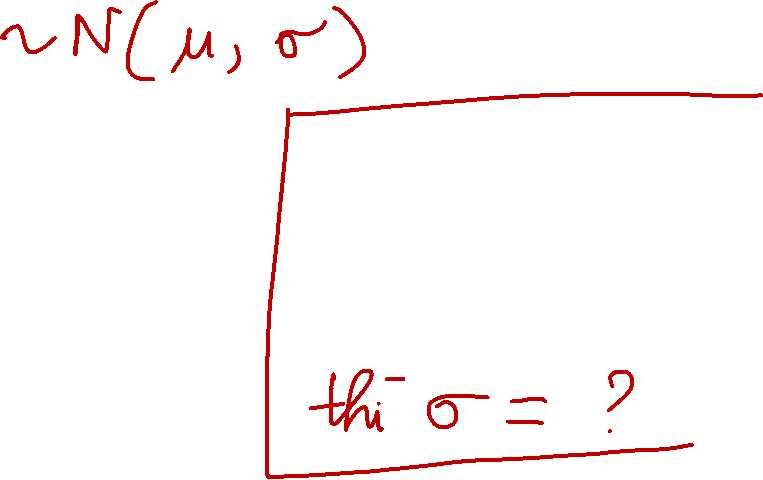 ~N(μ, σ)
thì σ = ?